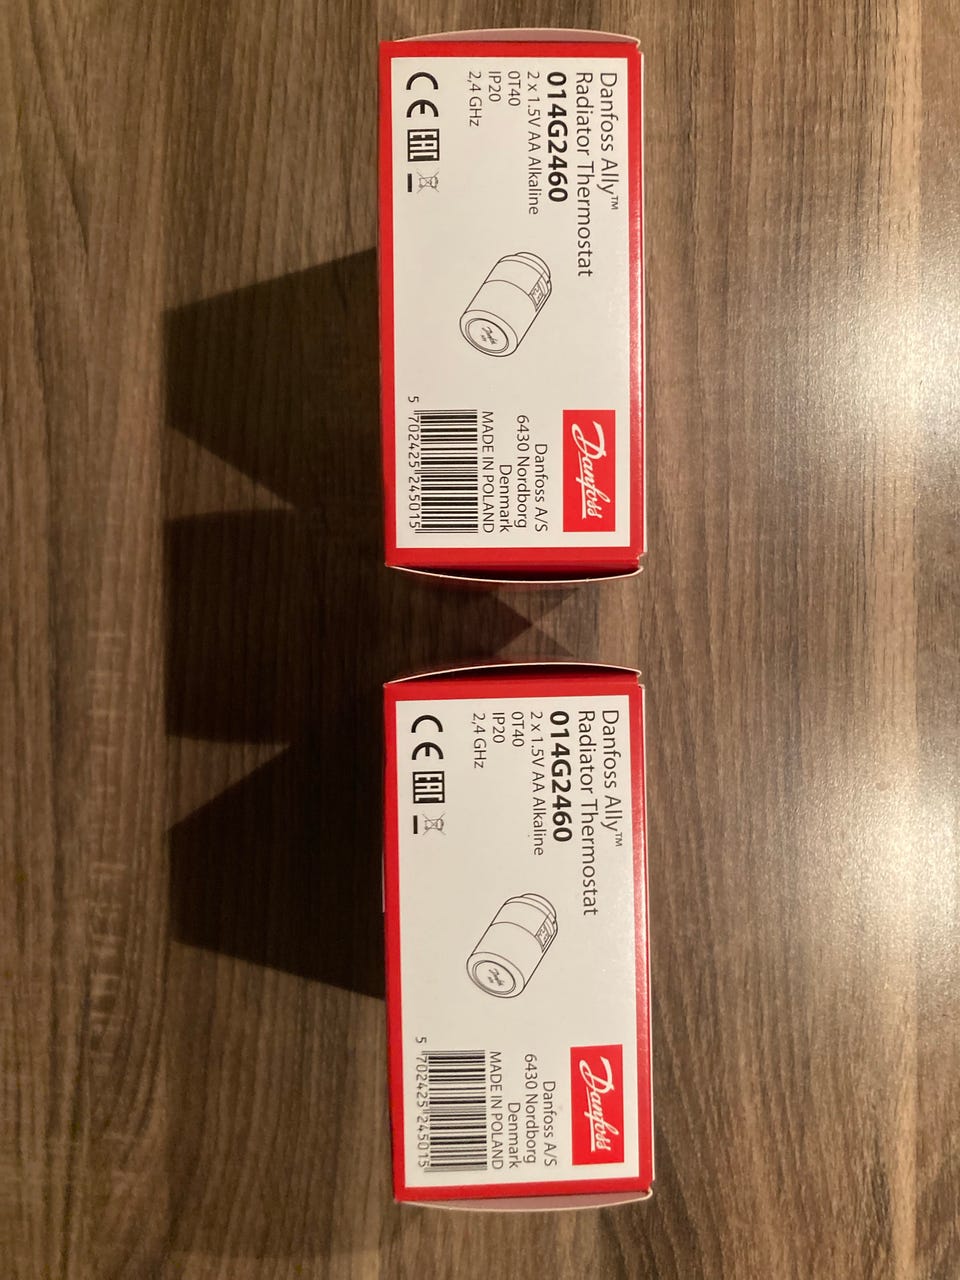 Danfoss Ally™
Radiator Thermostat
014G2460
2 x 1.5V AA Alkaline
0T40
IP20
2,4 GHz
CE EAC
Danfoss
Danfoss A/S
6430 Nordborg
Denmark
MADE IN POLAND
5 702425 245015
Danfoss Ally™
Radiator Thermostat
014G2460
2 x 1.5V AA Alkaline
0T40
IP20
2,4 GHz
CE EAC
Danfoss
Danfoss A/S
6430 Nordborg
Denmark
MADE IN POLAND
5 702425 245015